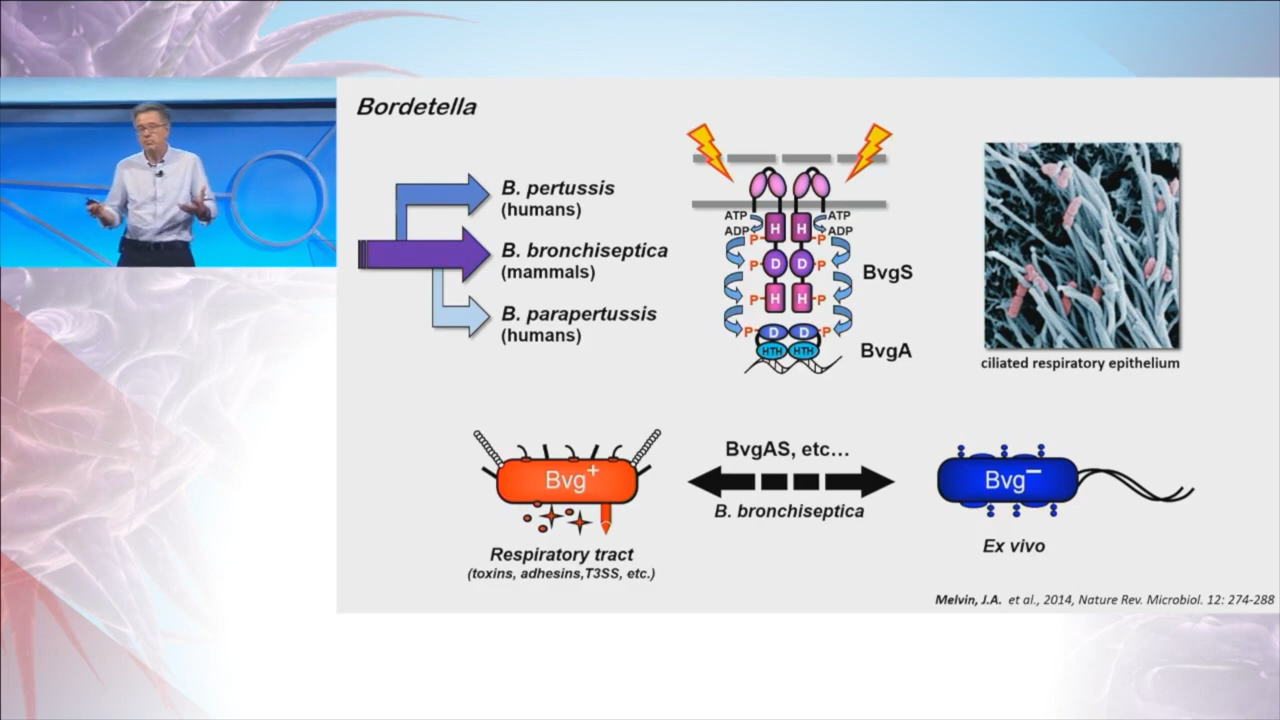 Bordetella
B. pertussis
(humans)
B. bronchiseptica
(mammals)
B. parapertussis
(humans)
ATP
ADP
ATP
ADP
P H H P
P D D P
P H H P
P D D P
HTH HTH
BvgS
BvgA
ciliated respiratory epithelium
Bvg+
BvgAS, etc...
B. bronchiseptica
Bvg–
Respiratory tract
(toxins, adhesins,T3SS, etc.)
Ex vivo
Melvin, J.A. et al., 2014, Nature Rev. Microbiol. 12: 274-288